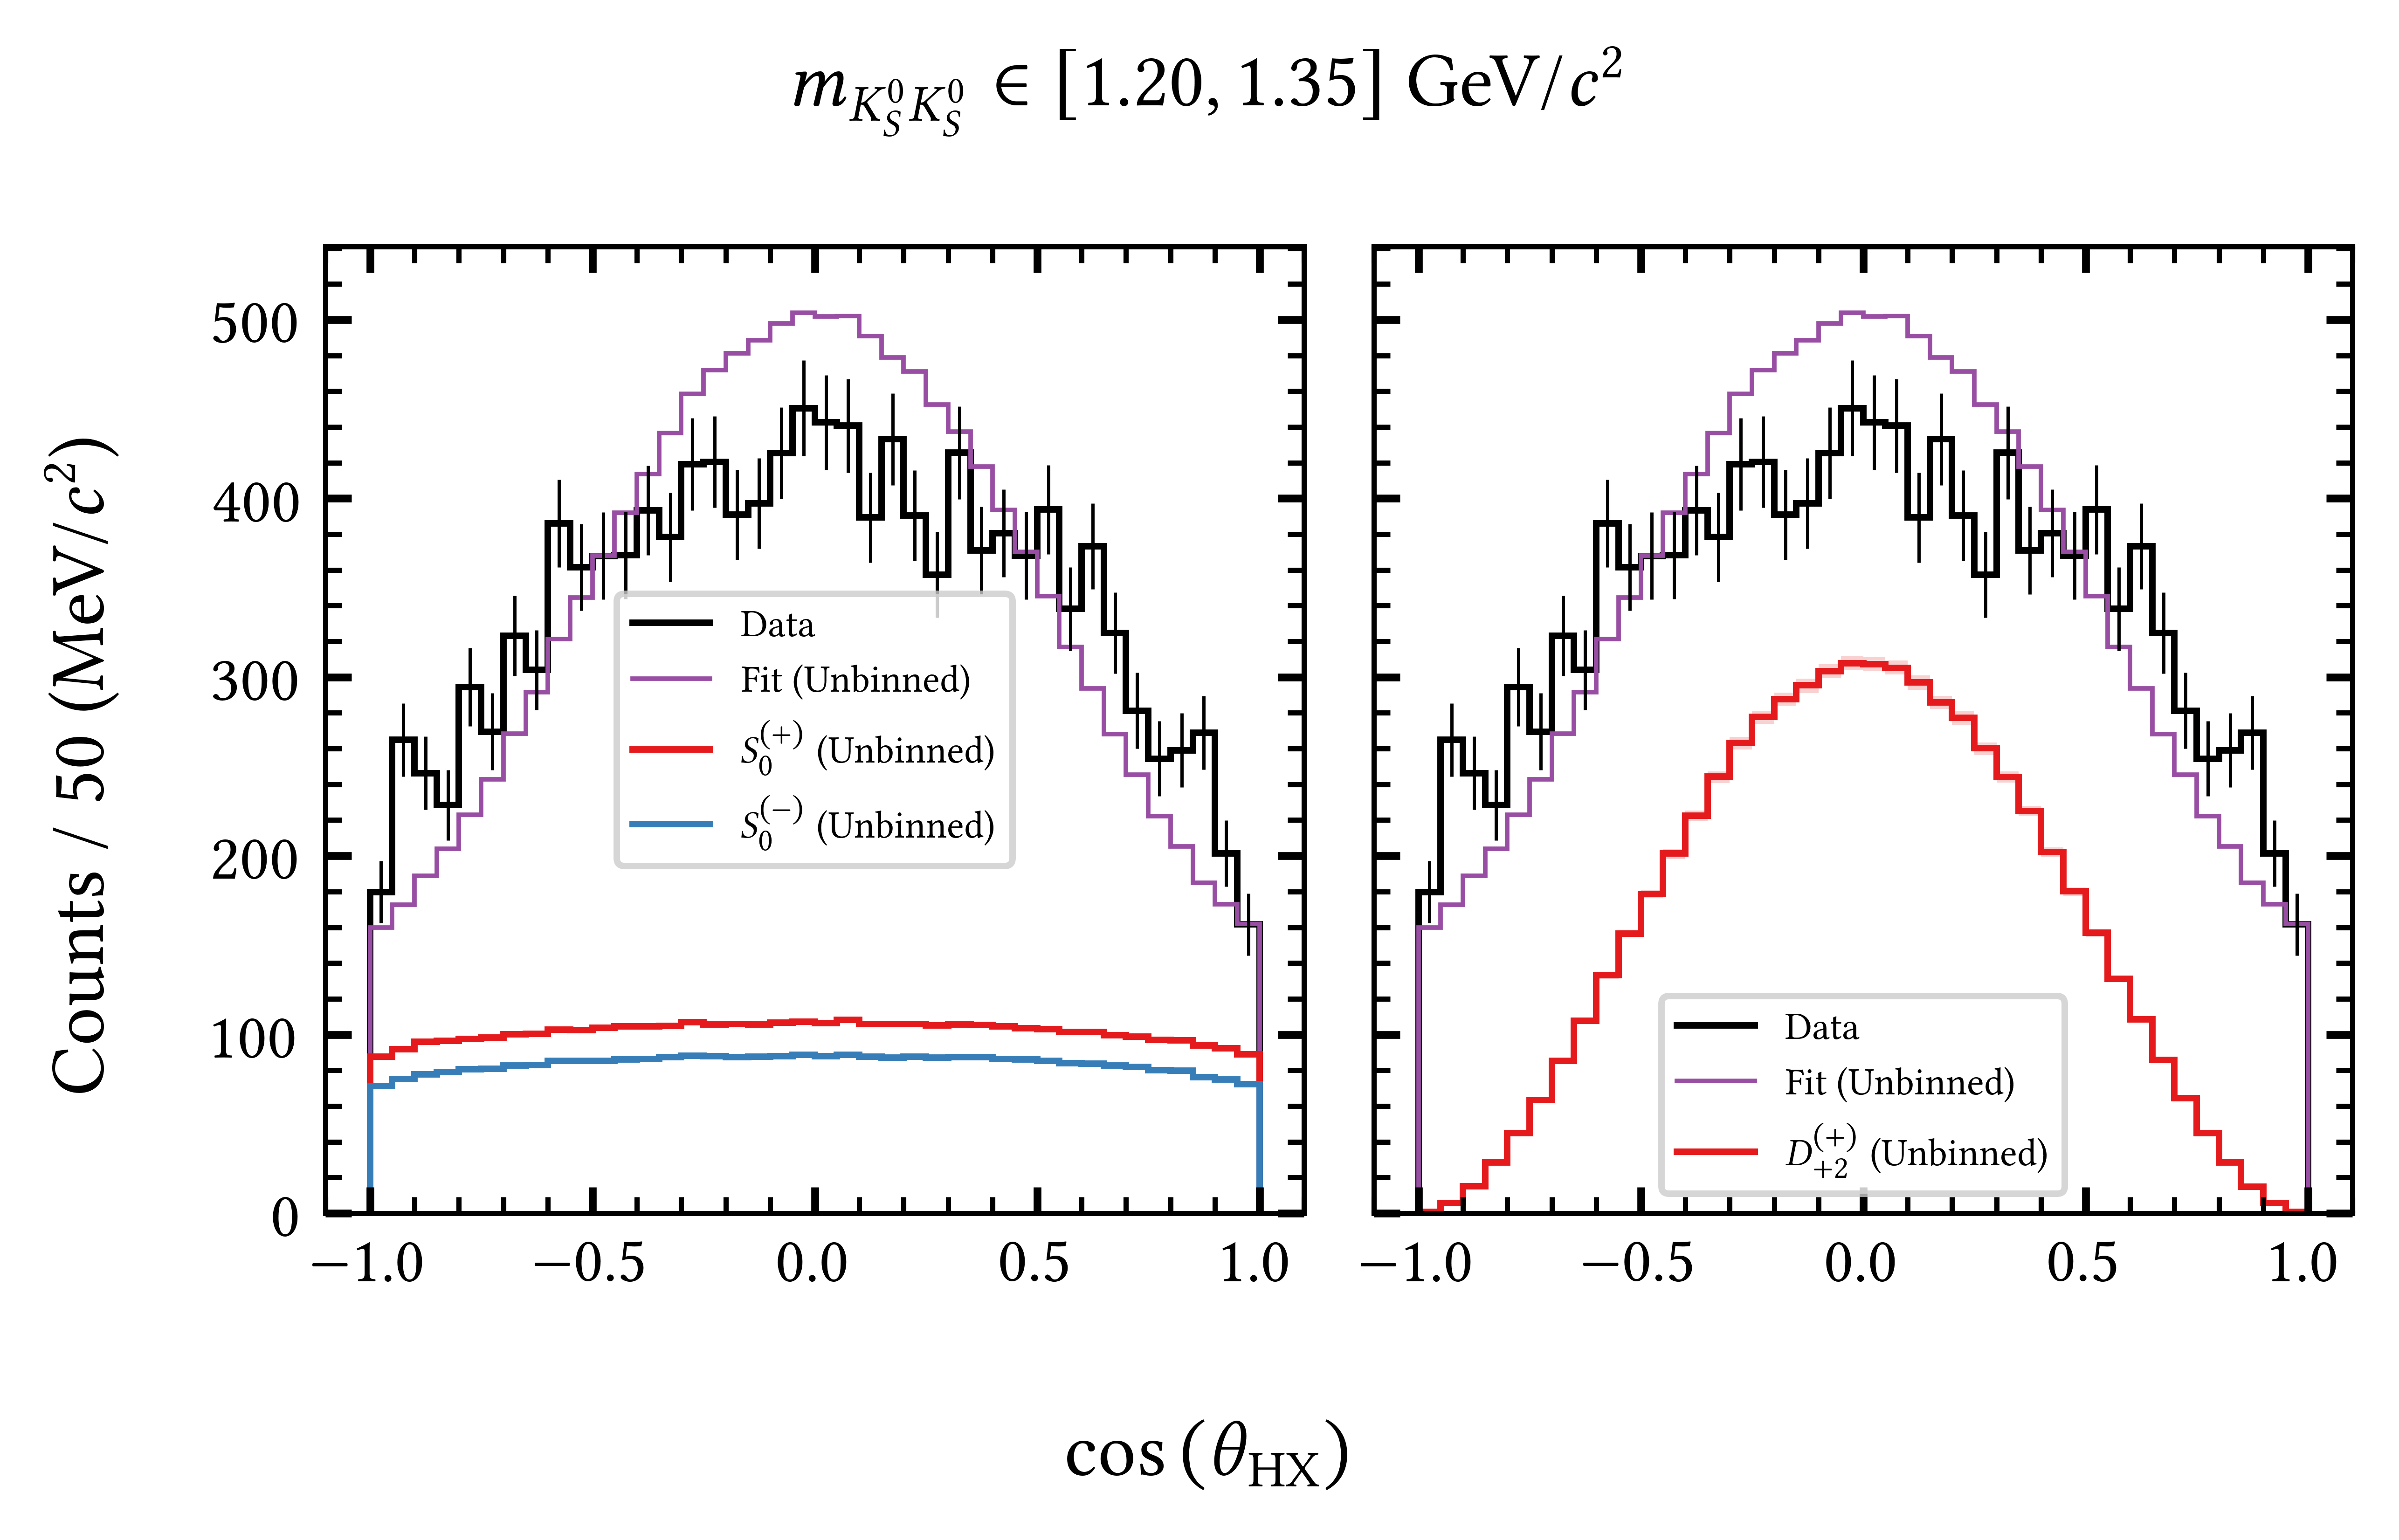 m_{K_S^0 K_S^0} ∈ [1.20, 1.35] GeV/c²
Counts / 50 (MeV/c²)
500
400
300
200
100
0
Data
Fit (Unbinned)
S_0^{(+)} (Unbinned)
S_0^{(−)} (Unbinned)
−1.0 −0.5 0.0 0.5 1.0
Data
Fit (Unbinned)
D_{+2}^{(+)} (Unbinned)
−1.0 −0.5 0.0 0.5 1.0
cos (θ_{HX})